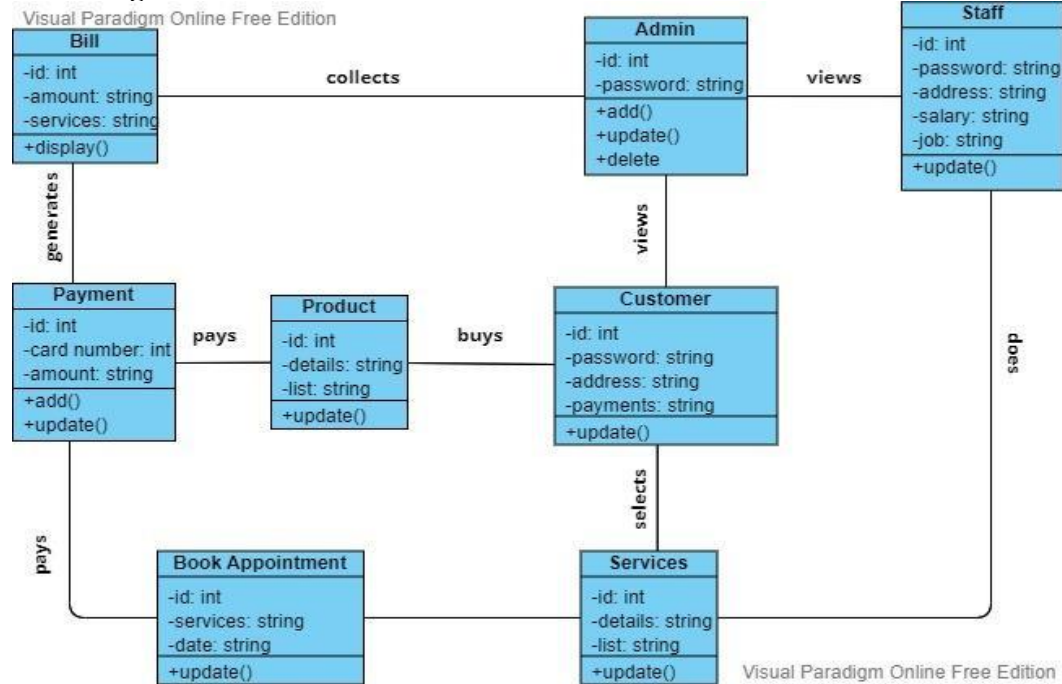 Visual Paradigm Online Free Edition
Bill
-id: int
-amount: string
-services: string
+display()
collects
Admin
-id: int
-password: string
+add()
+update()
+delete
views
Staff
-id: int
-password: string
-address: string
-salary: string
-job: string
+update()
generates
views
Payment
-id: int
-card number: int
-amount: string
+add()
+update()
pays
Product
-id: int
-details: string
-list: string
+update()
buys
Customer
-id: int
-password: string
-address: string
-payments: string
+update()
does
pays
selects
Book Appointment
-id: int
-services: string
-date: string
+update()
Services
-id: int
-details: string
-list: string
+update()
Visual Paradigm Online Free Edition